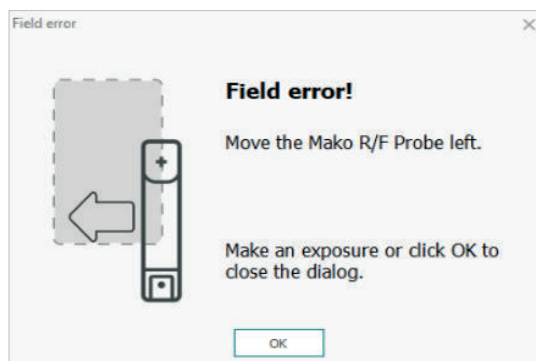 Field error
Field error!
Move the Mako R/F Probe left.
Make an exposure or click OK to
close the dialog.
OK